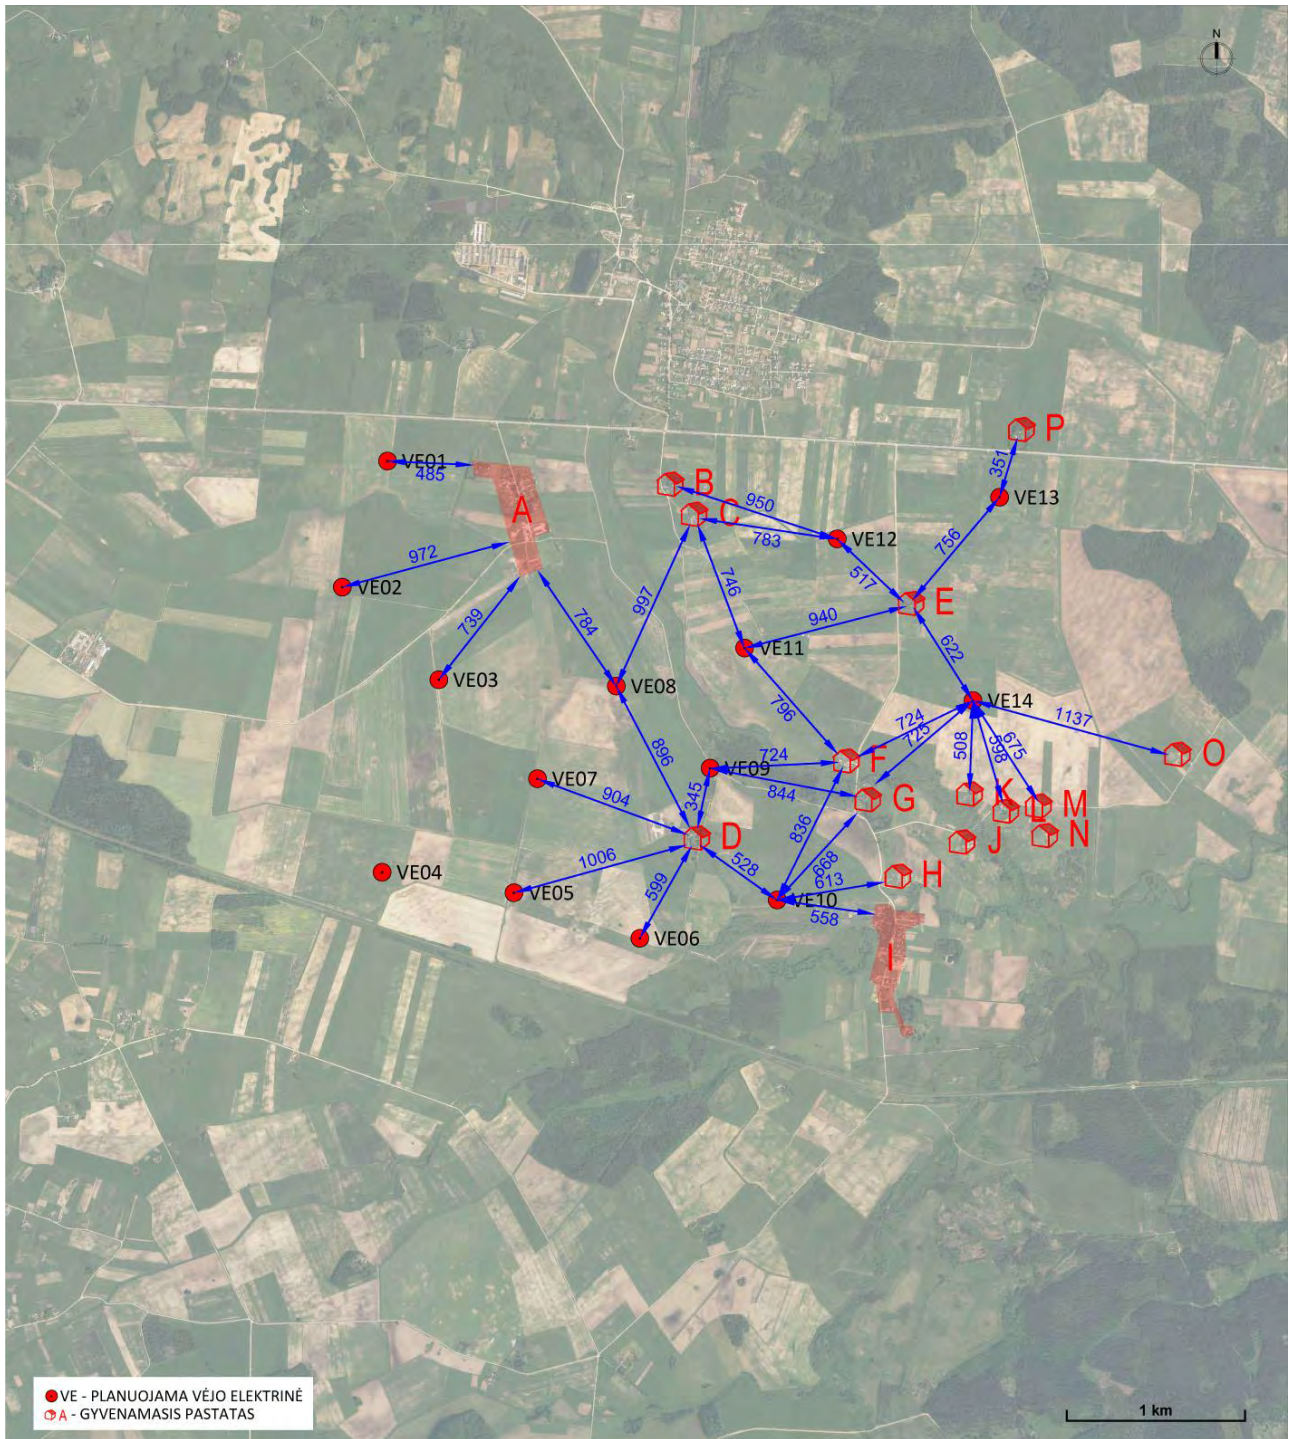 N
P
351
VE01
485
B
VE13
A
C
950
783
VE12
756
972
517
VE02
746
997
E
739
784
940
VE11
622
VE03
VE08
VE14
796
724
1137
725
896
724
F
O
VE09
508
598
675
VE07
844
K
904
345
G
L
M
836
D
J
N
1006
528
668
VE04
H
599
613
VE05
VE10
558
VE06
I
VE - PLANUOJAMA VĖJO ELEKTRINĖ
A - GYVENAMASIS PASTATAS
1 km